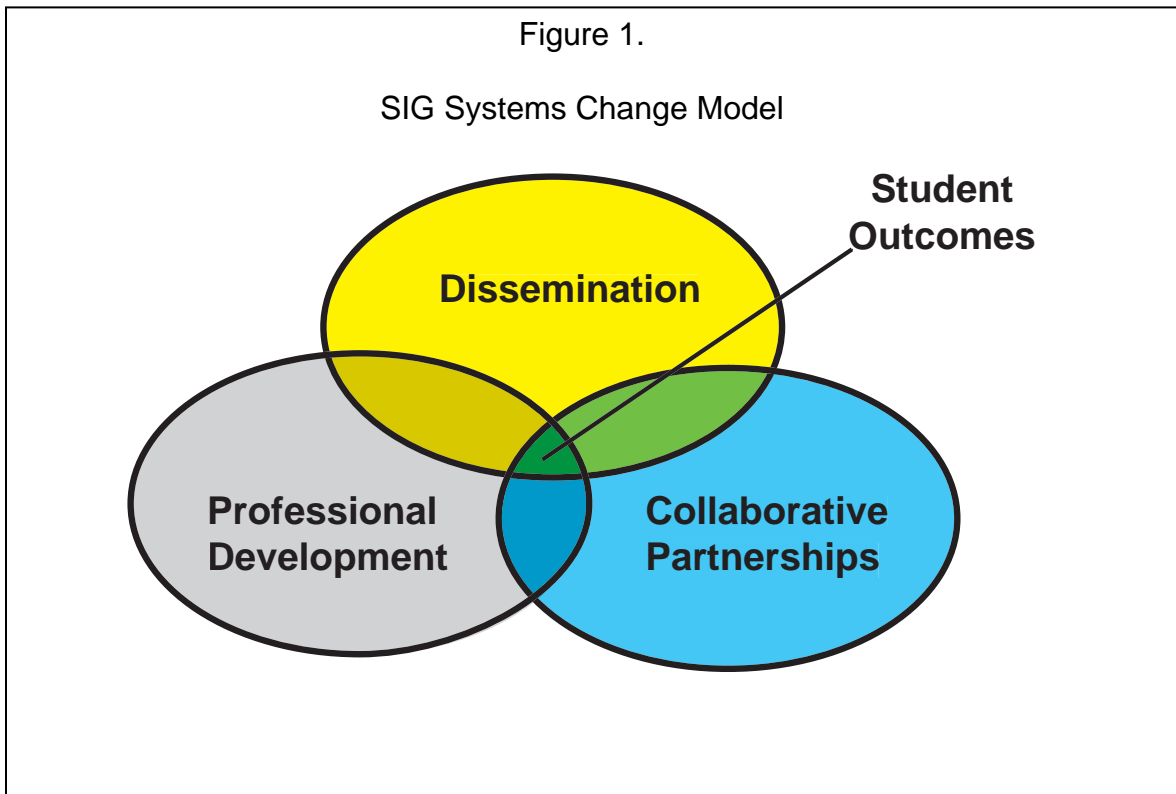 Figure 1.
SIG Systems Change Model
Student
Outcomes
Dissemination
Professional
Development
Collaborative
Partnerships